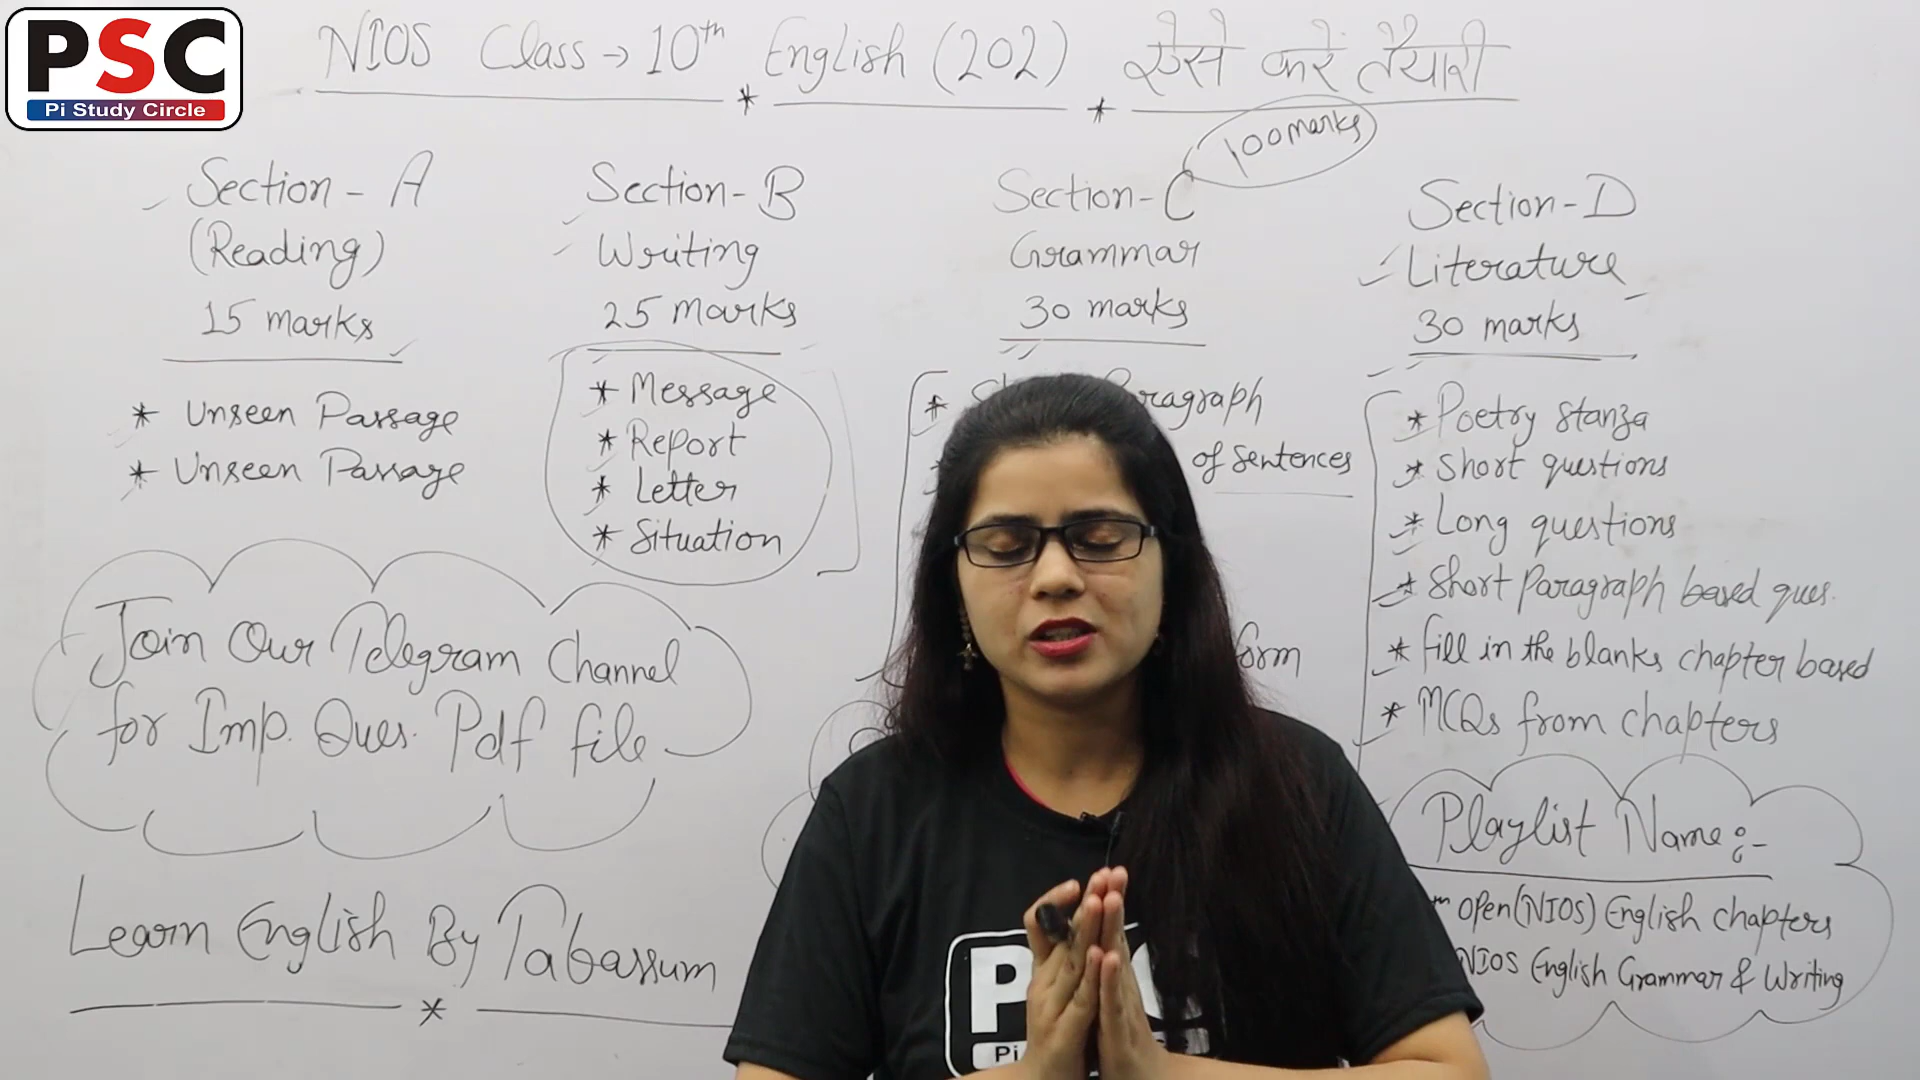 PSC
Pi Study Circle
NIOS Class → 10th English (202) ऐसे करें तैयारी
100 marks
Section - A
(Reading)
15 marks
* Unseen Passage
* Unseen Passage
Section - B
Writing
25 marks
* Message
* Report
* Letter
* Situation
Section - C
Grammar
30 marks
*
of sentences
form
Section - D
Literature
30 marks
* Poetry stanza
* Short questions
* Long questions
* Short Paragraph based ques.
* fill in the blanks chapter based
* MCQs from chapters
Join Our Telegram Channel
for Imp. Ques. Pdf file
Learn English By Tabassum
Playlist Name :-
open (NIOS) English chapters
NIOS English Grammar & Writing
P C
Pi